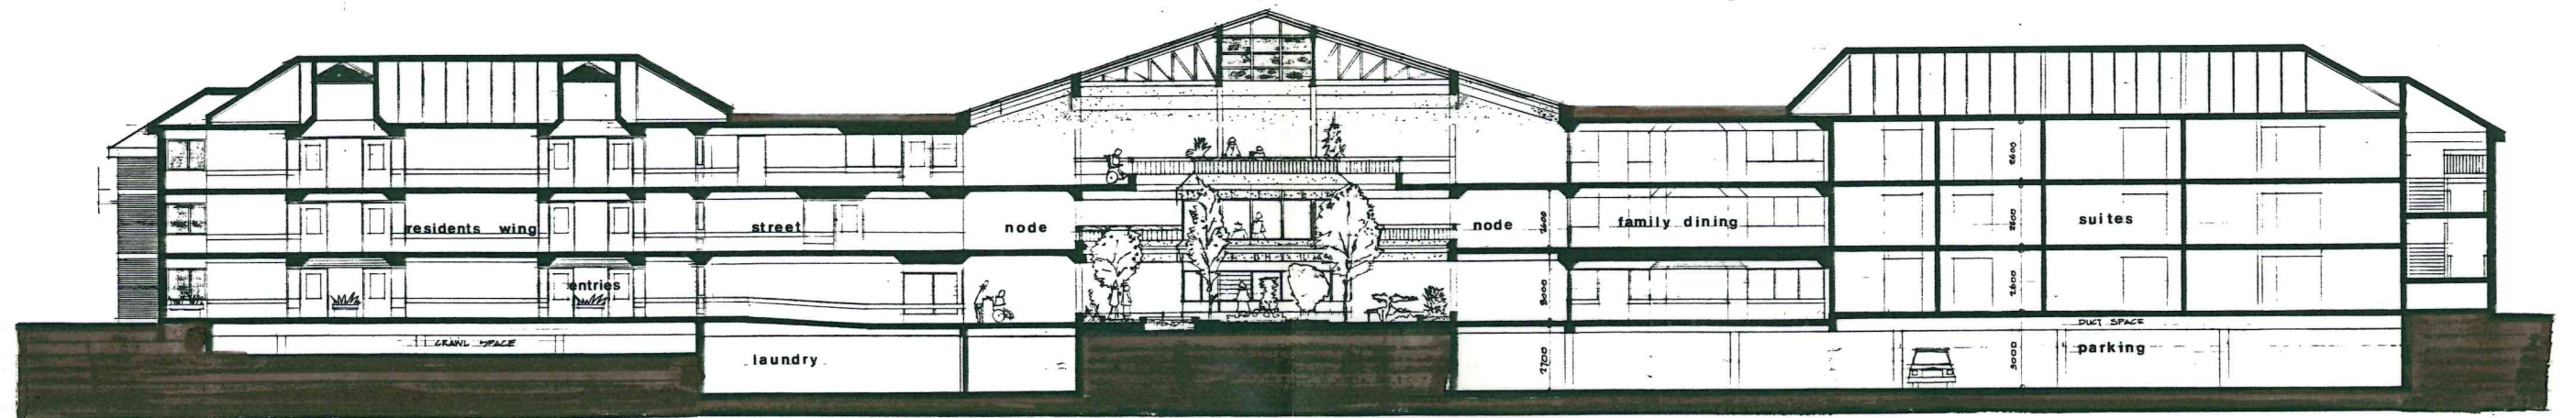 residents wing
street
node
node
family dining
suites
entries
2600
2600
2600
2600
3000
CRAWL SPACE
laundry
2700
DUCT SPACE
parking
3000